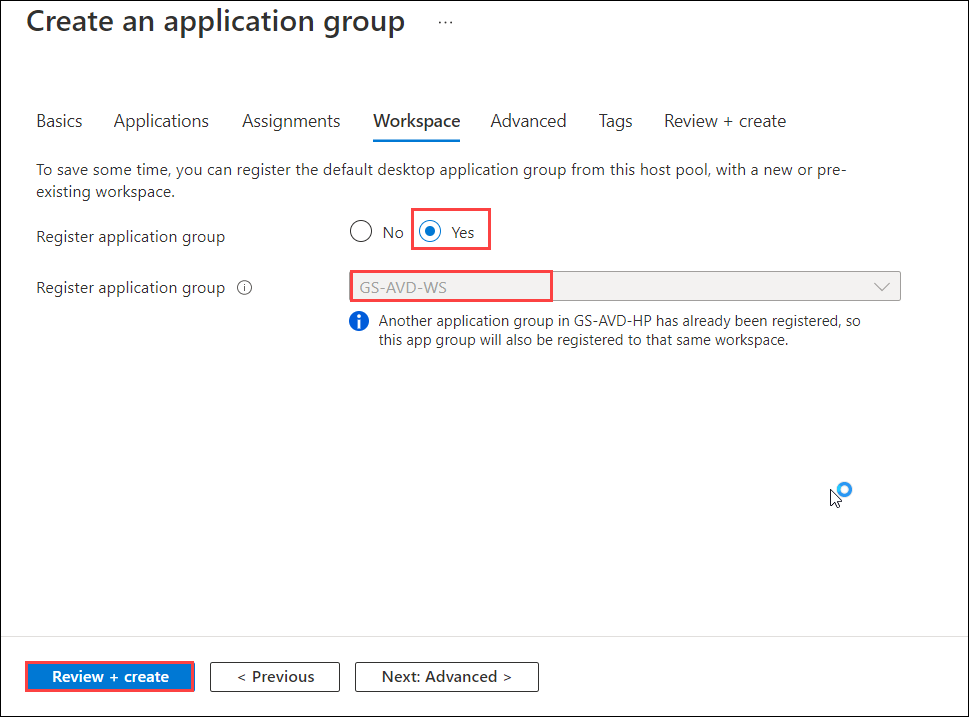 Create an application group ...
Basics Applications Assignments Workspace Advanced Tags Review + create
To save some time, you can register the default desktop application group from this host pool, with a new or pre-
existing workspace.
Register application group No Yes
Register application group GS-AVD-WS
Another application group in GS-AVD-HP has already been registered, so
this app group will also be registered to that same workspace.
Review + create < Previous Next: Advanced >